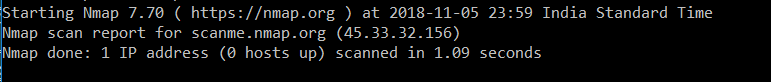 Starting Nmap 7.70 ( https://nmap.org ) at 2018-11-05 23:59 India Standard Time
Nmap scan report for scanme.nmap.org (45.33.32.156)
Nmap done: 1 IP address (0 hosts up) scanned in 1.09 seconds